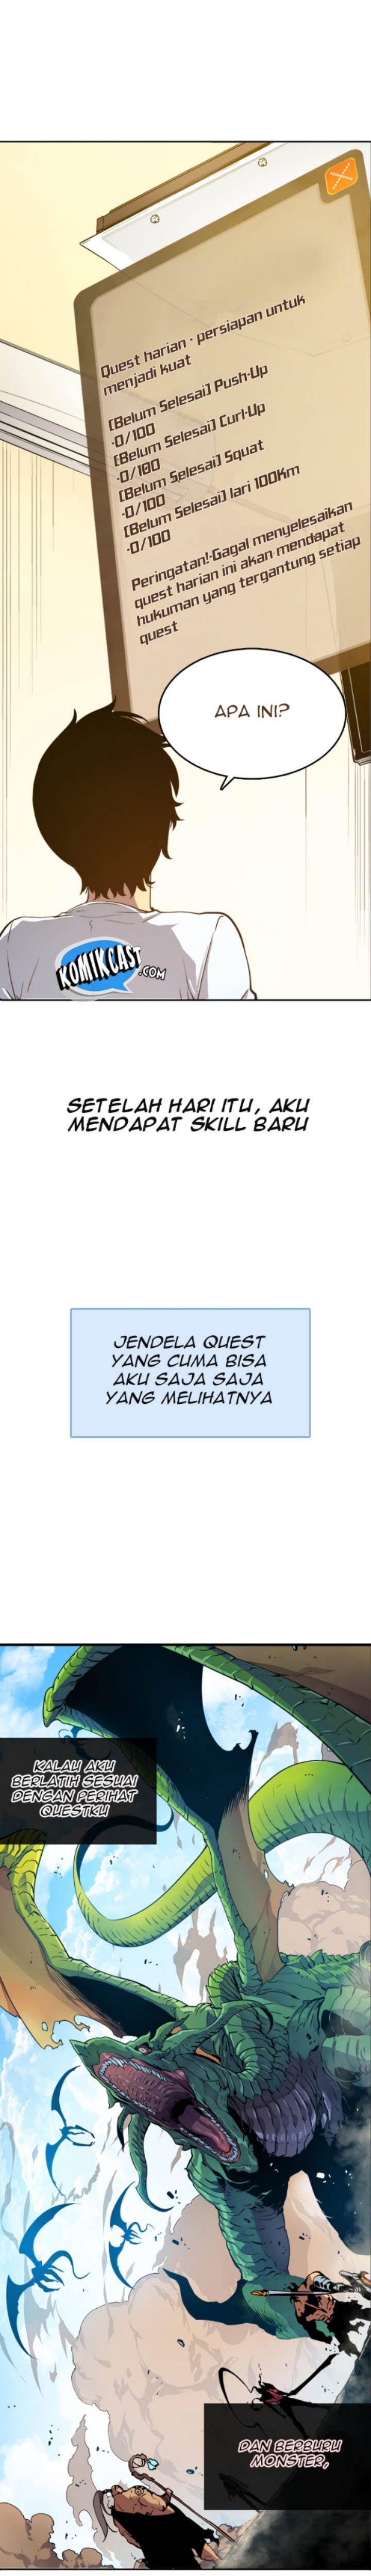 Quest harian - persiapan untuk
menjadi kuat
[Belum Selesai] Push-Up
-0/100
[Belum Selesai] Curl-Up
-0/100
[Belum Selesai] Squat
-0/100
[Belum Selesai] lari 100Km
-0/100
Peringatan!-Gagal menyelesaikan
quest harian ini akan mendapat
hukuman yang tergantung setiap
quest
APA INI?
KOMIKCAST
.COM
SETELAH HARI ITU, AKU
MENDAPAT SKILL BARU
JENDELA QUEST
YANG CUMA BISA
AKU SAJA SAJA
YANG MELIHATNYA
KALAU AKU
BERLATIH SESUAI
DENGAN PERIHAT
QUESTKU
DAN BERBURU
MONSTER,